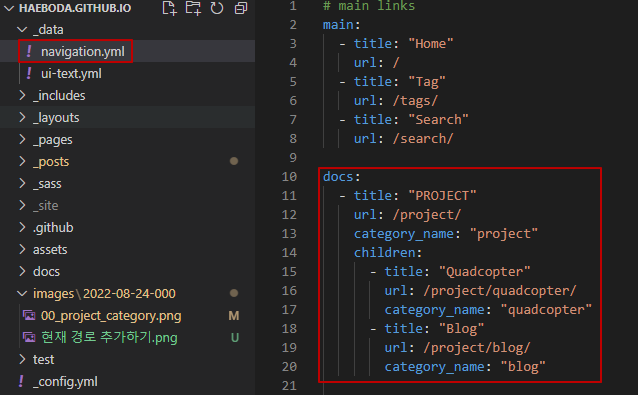 HAEBODA.GITHUB.IO
_data
! navigation.yml
! ui-text.yml
_includes
_layouts
_pages
_posts
_sass
_site
.github
assets
docs
images\2022-08-24-000
00_project_category.png M
현재 경로 추가하기.png U
test
! _config.yml
1 # main links
2 main:
3 - title: "Home"
4 url: /
5 - title: "Tag"
6 url: /tags/
7 - title: "Search"
8 url: /search/
9
10 docs:
11 - title: "PROJECT"
12 url: /project/
13 category_name: "project"
14 children:
15 - title: "Quadcopter"
16 url: /project/quadcopter/
17 category_name: "quadcopter"
18 - title: "Blog"
19 url: /project/blog/
20 category_name: "blog"
21